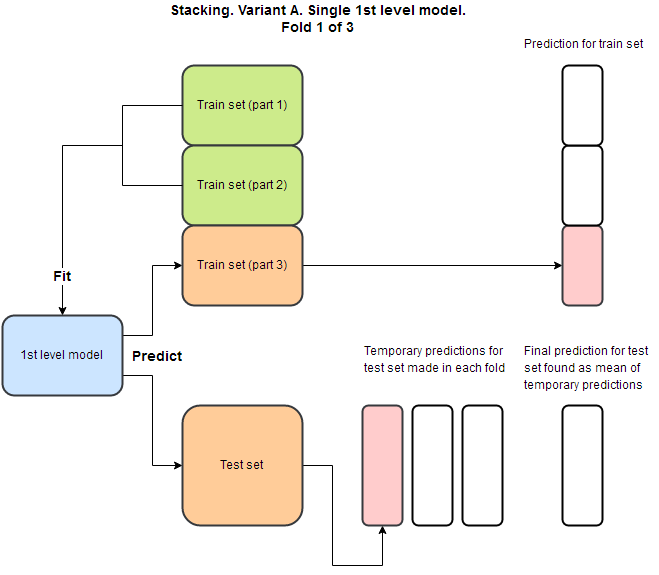 Stacking. Variant A. Single 1st level model.
Fold 1 of 3
Prediction for train set
Train set (part 1)
Train set (part 2)
Train set (part 3)
Fit
1st level model
Predict
Temporary predictions for
test set made in each fold
Final prediction for test
set found as mean of
temporary predictions
Test set